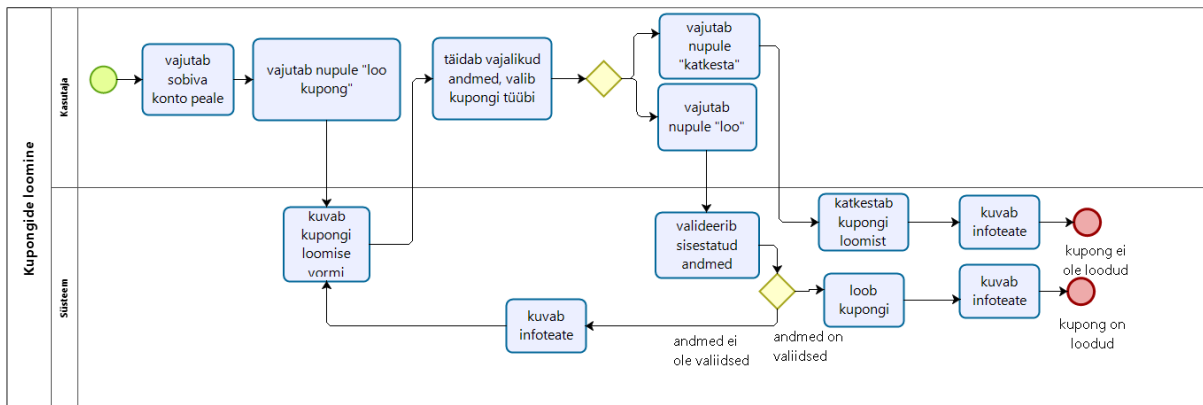 Kupongide loomine
Kasutaja
vajutab
sobiva
konto peale
vajutab nupule "loo
kupong"
täidab vajalikud
andmed, valib
kupongi tüübi
vajutab
nupule
"katkesta"
vajutab
nupule "loo"
Süsteem
kuvab
kupongi
loomise
vormi
valideerib
sisestatud
andmed
katkestab
kupongi
loomist
kuvab
infoteate
kupong ei
ole loodud
loob
kupongi
kuvab
infoteate
kupong on
loodud
kuvab
infoteate
andmed ei
ole valiidsed
andmed on
valiidsed